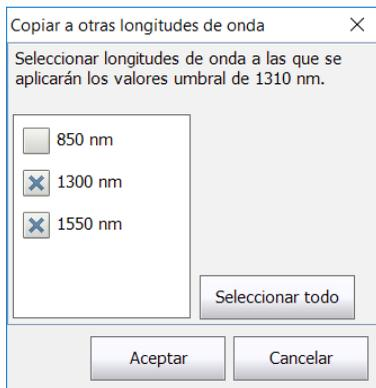 Copiar a otras longitudes de onda
Seleccionar longitudes de onda a las que se
aplicarán los valores umbral de 1310 nm.
850 nm
1300 nm
1550 nm
Seleccionar todo
Aceptar
Cancelar